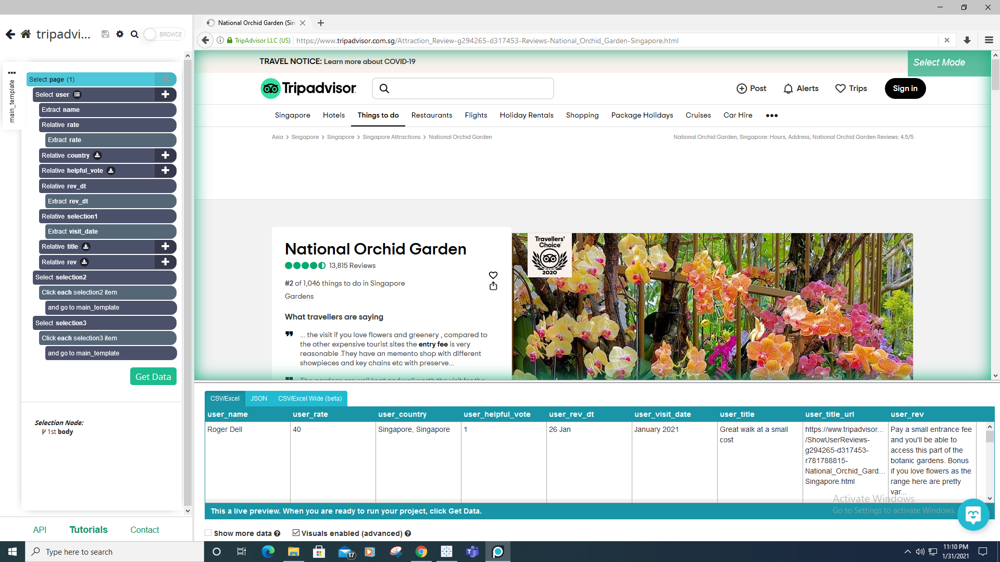 tripadvi...
BROWSE
National Orchid Garden (Sin
TripAdvisor LLC (US)
https://www.tripadvisor.com.sg/Attraction_Review-g294265-d317453-Reviews-National_Orchid_Garden-Singapore.html
main_template
Select page (1)
Select user
Extract name
Relative rate
Extract rate
Relative country
Relative helpful_vote
Relative rev_dt
Extract rev_dt
Relative selection1
Extract visit_date
Relative title
Relative rev
Select selection2
Click each selection2 item
and go to main_template
Select selection3
Click each selection3 item
and go to main_template
Get Data
Selection Node:
1st body
API Tutorials Contact
TRAVEL NOTICE: Learn more about COVID-19
Select Mode
Tripadvisor
Post Alerts Trips Sign in
Singapore Hotels Things to do Restaurants Flights Holiday Rentals Shopping Package Holidays Cruises Car Hire
Asia > Singapore > Singapore > Singapore Attractions > National Orchid Garden
National Orchid Garden, Singapore: Hours, Address, National Orchid Garden Reviews: 4.5/5
National Orchid Garden
13,815 Reviews
#2 of 1,046 things to do in Singapore
Gardens
What travellers are saying
... the visit if you love flowers and greenery , compared to
the other expensive tourist sites the entry fee is very
reasonable .They have an memento shop with different
showpieces and key chains etc with preserve...
Travellers'
Choice
2020
CSV/Excel JSON CSV/Excel Wide (beta)
user_name user_rate user_country user_helpful_vote user_rev_dt user_visit_date user_title user_title_url user_rev
Roger Dell 40 Singapore, Singapore 1 26 Jan January 2021
Great walk at a small
cost
https://www.tripadvisor...
/ShowUserReviews-
g294265-d317453-
r781788815-
National_Orchid_Gard...
Singapore.html
Pay a small entrance fee
and you'll be able to
access this part of the
botanic gardens. Bonus
if you love flowers as the
range here are pretty
var...
Activate Windows
Go to Settings to activate Windows.
This a live preview. When you are ready to run your project, click Get Data.
Show more data Visuals enabled (advanced)
Type here to search
17
11:10 PM
1/31/2021